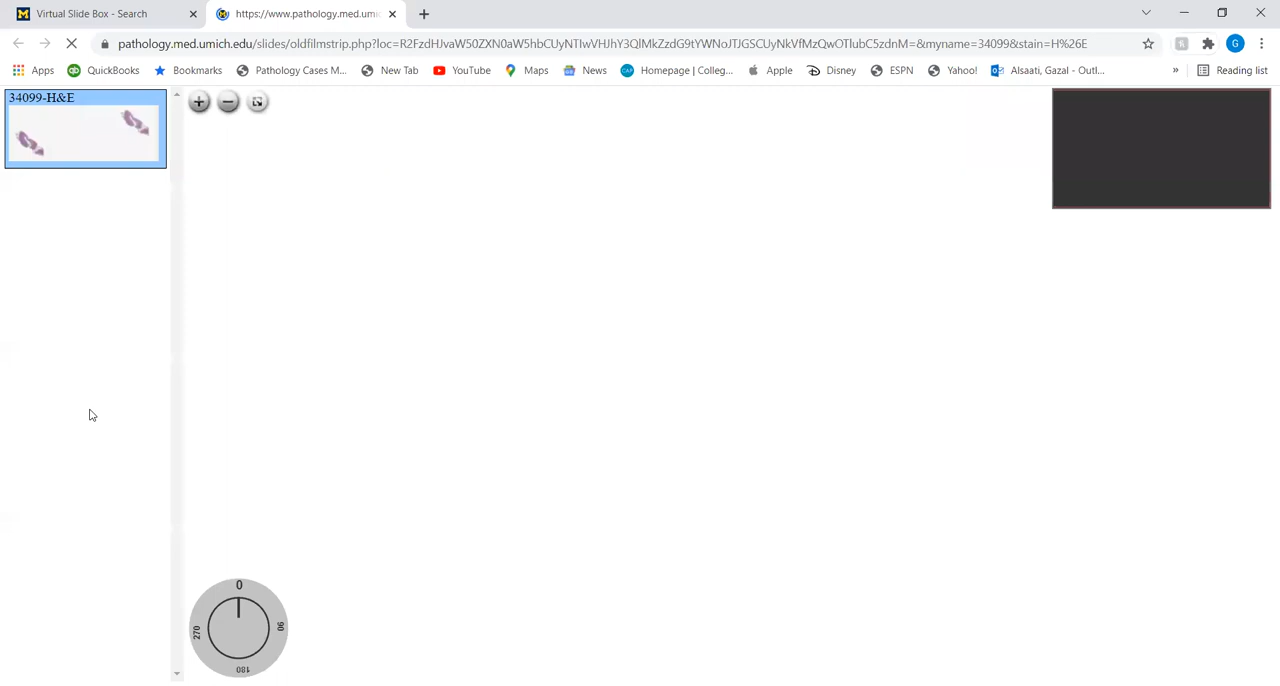 Virtual Slide Box - Search
https://www.pathology.med.umic
pathology.med.umich.edu/slides/oldfilmstrip.php?loc=R2FzdHJvaW50ZXN0aW5hbCUyNTIwVHJhY3QlMkZzdG9tYWNoJTJGSCUyNkVfMzQwOTlubC5zdnM=&myname=34099&stain=H%26E
G
Apps
QuickBooks
Bookmarks
Pathology Cases M...
New Tab
YouTube
Maps
News
Homepage | Colleg...
Apple
Disney
ESPN
Yahoo!
Alsaati, Gazal - Outl...
»
Reading list
34099-H&E
0
90
180
270